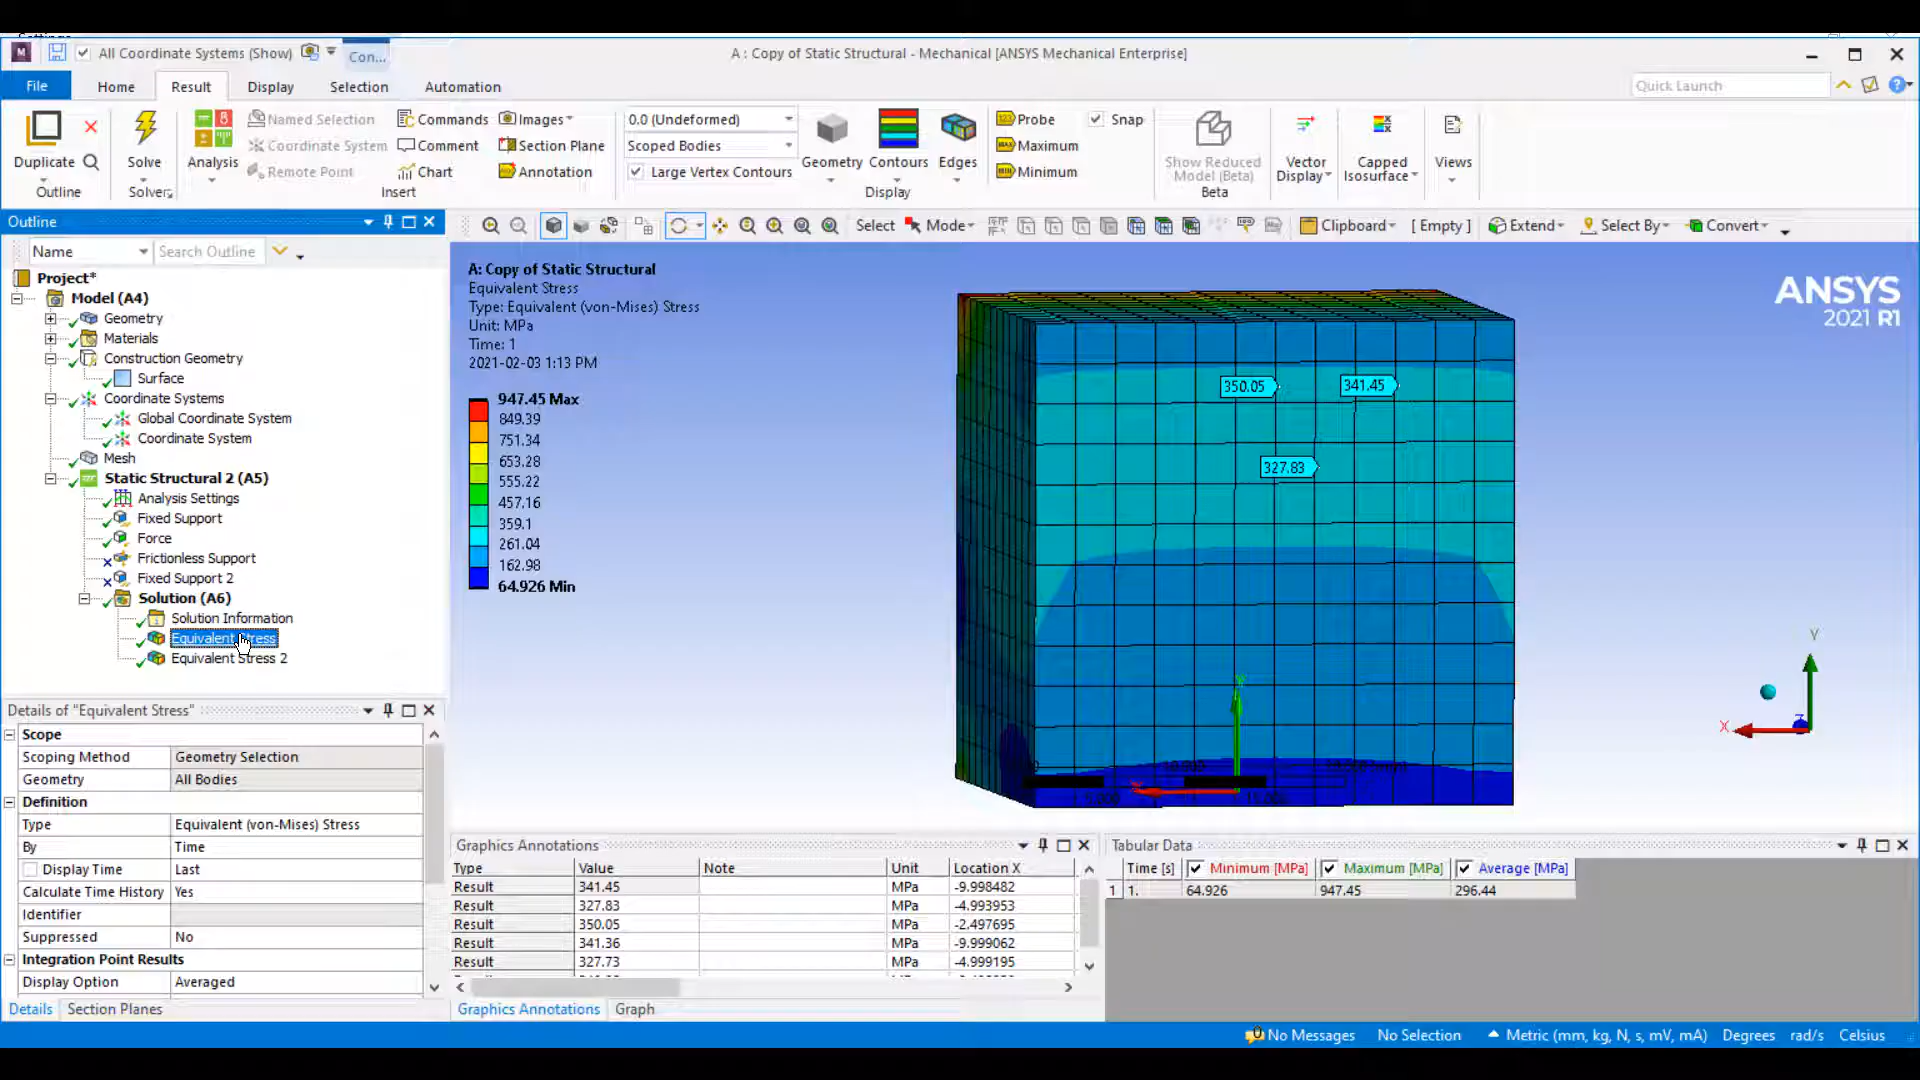 All Coordinate Systems (Show)
Con...
A : Copy of Static Structural - Mechanical [ANSYS Mechanical Enterprise]
File Home Result Display Selection Automation
Quick Launch
Duplicate
Outline
Solve
Solver
Analysis
Named Selection
Coordinate System
Remote Point
Commands
Comment
Chart
Images
Section Plane
Annotation
Insert
0.0 (Undeformed)
Scoped Bodies
Large Vertex Contours
Geometry
Contours
Edges
Display
Probe
Maximum
Minimum
Snap
Show Reduced
Model (Beta)
Beta
Vector
Display
Capped
Isosurface
Views
Outline
Name
Search Outline
Select Mode
Clipboard [ Empty ] Extend Select By Convert
Project*
Model (A4)
Geometry
Materials
Construction Geometry
Surface
Coordinate Systems
Global Coordinate System
Coordinate System
Mesh
Static Structural 2 (A5)
Analysis Settings
Fixed Support
Force
Frictionless Support
Fixed Support 2
Solution (A6)
Solution Information
Equivalent Stress
Equivalent Stress 2
A: Copy of Static Structural
Equivalent Stress
Type: Equivalent (von-Mises) Stress
Unit: MPa
Time: 1
2021-02-03 1:13 PM
947.45 Max
849.39
751.34
653.28
555.22
457.16
359.1
261.04
162.98
64.926 Min
350.05
341.45
327.83
ANSYS
2021 R1
Y
X
Z
Details of "Equivalent Stress"
Scope
Scoping Method Geometry Selection
Geometry All Bodies
Definition
Type Equivalent (von-Mises) Stress
By Time
Display Time Last
Calculate Time History Yes
Identifier
Suppressed No
Integration Point Results
Display Option Averaged
Details Section Planes
Graphics Annotations
Type Value Note Unit Location X
Result 341.45 MPa -9.998482
Result 327.83 MPa -4.993953
Result 350.05 MPa -2.497695
Result 341.36 MPa -9.999062
Result 327.73 MPa -4.999195
Graphics Annotations Graph
Tabular Data
Time [s] Minimum [MPa] Maximum [MPa] Average [MPa]
1 1. 64.926 947.45 296.44
No Messages No Selection Metric (mm, kg, N, s, mV, mA) Degrees rad/s Celsius